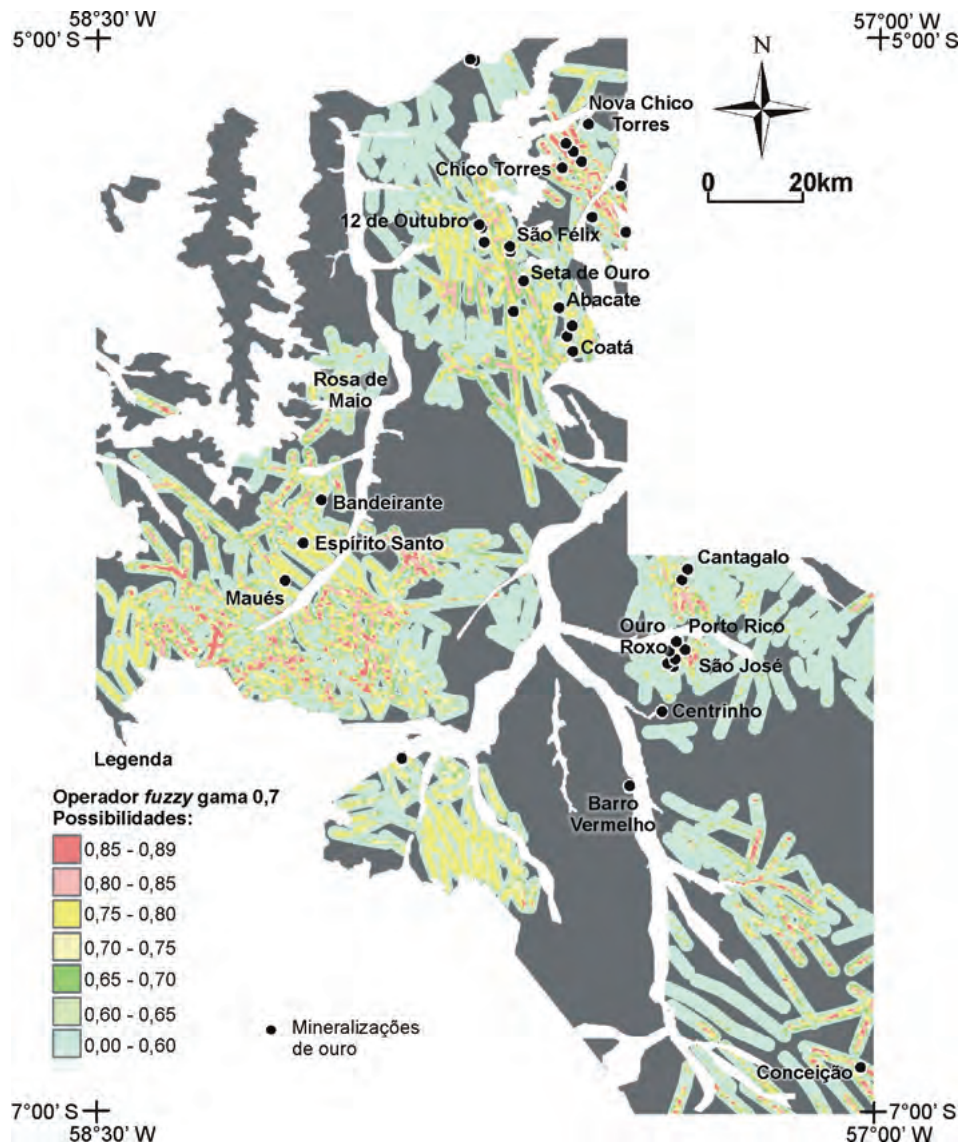 58°30' W
5°00' S
57°00' W
5°00' S
N
0 20km
Nova Chico
Torres
Chico Torres
12 de Outubro
São Félix
Seta de Ouro
Abacate
Coatá
Rosa de
Maio
Bandeirante
Espírito Santo
Maués
Cantagalo
Ouro
Roxo
Porto Rico
São José
Centrinho
Barro
Vermelho
Conceição
Legenda
Operador fuzzy gama 0,7
Possibilidades:
0,85 - 0,89
0,80 - 0,85
0,75 - 0,80
0,70 - 0,75
0,65 - 0,70
0,60 - 0,65
0,00 - 0,60
Mineralizações
de ouro
7°00' S
58°30' W
7°00' S
57°00' W